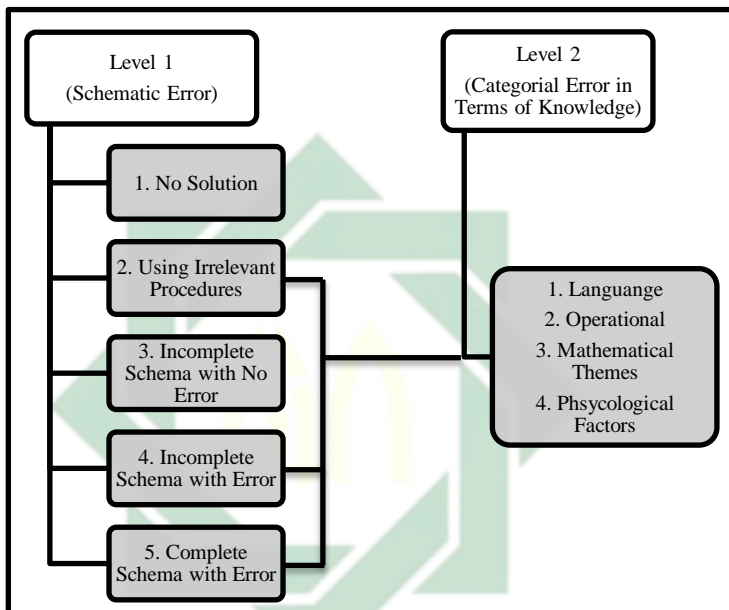 Level 1
(Schematic Error)
1. No Solution
2. Using Irrelevant
Procedures
3. Incomplete
Schema with No
Error
4. Incomplete
Schema with Error
5. Complete
Schema with Error
Level 2
(Categorial Error in
Terms of Knowledge)
1. Languange
2. Operational
3. Mathematical
Themes
4. Phsycological
Factors